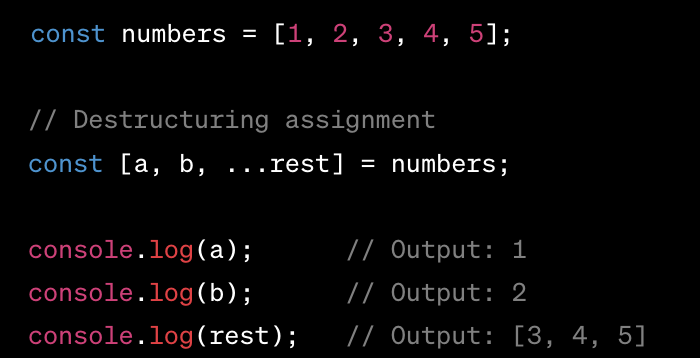 const numbers = [1, 2, 3, 4, 5];
// Destructuring assignment
const [a, b, ...rest] = numbers;
console.log(a);      // Output: 1
console.log(b);      // Output: 2
console.log(rest);   // Output: [3, 4, 5]